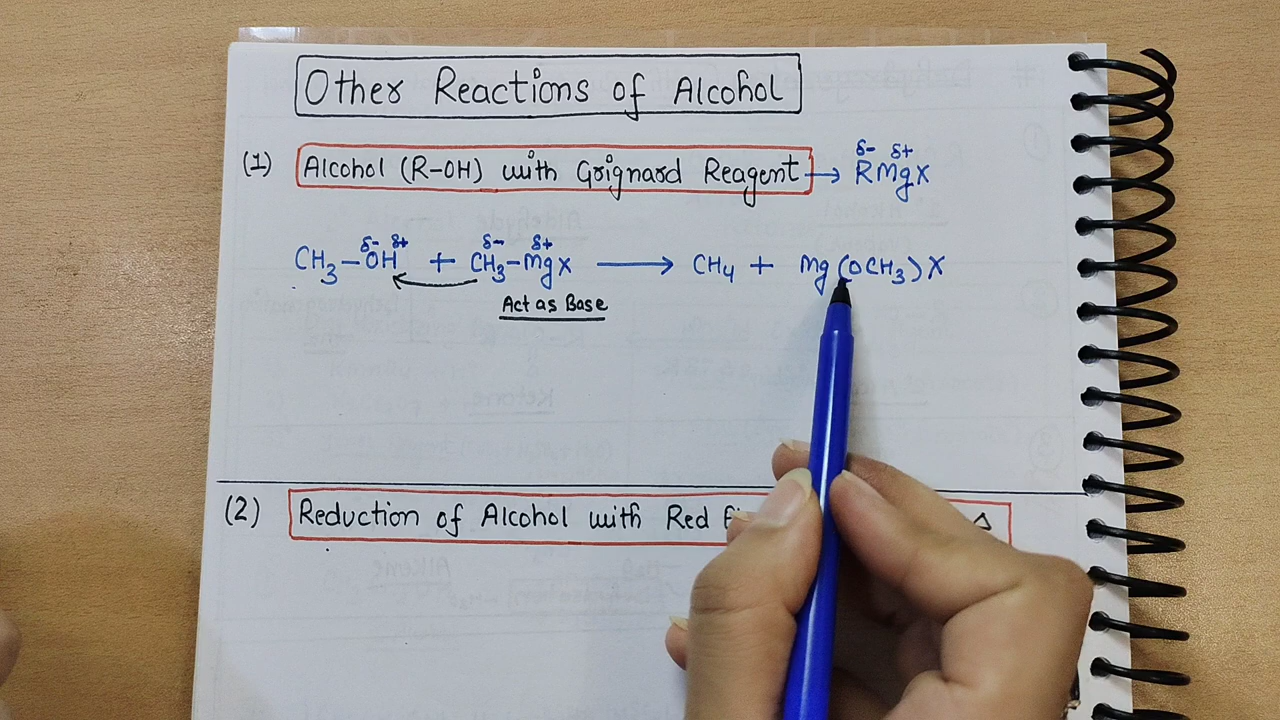 Other Reactions of Alcohol
(1) Alcohol (R-OH) with Grignard Reagent → RMgX
δ- δ+
δ- δ+ δ- δ+
CH₃-OH + CH₃-MgX → CH₄ + Mg(OCH₃)X
Act as Base
(2) Reduction of Alcohol with Red Δ